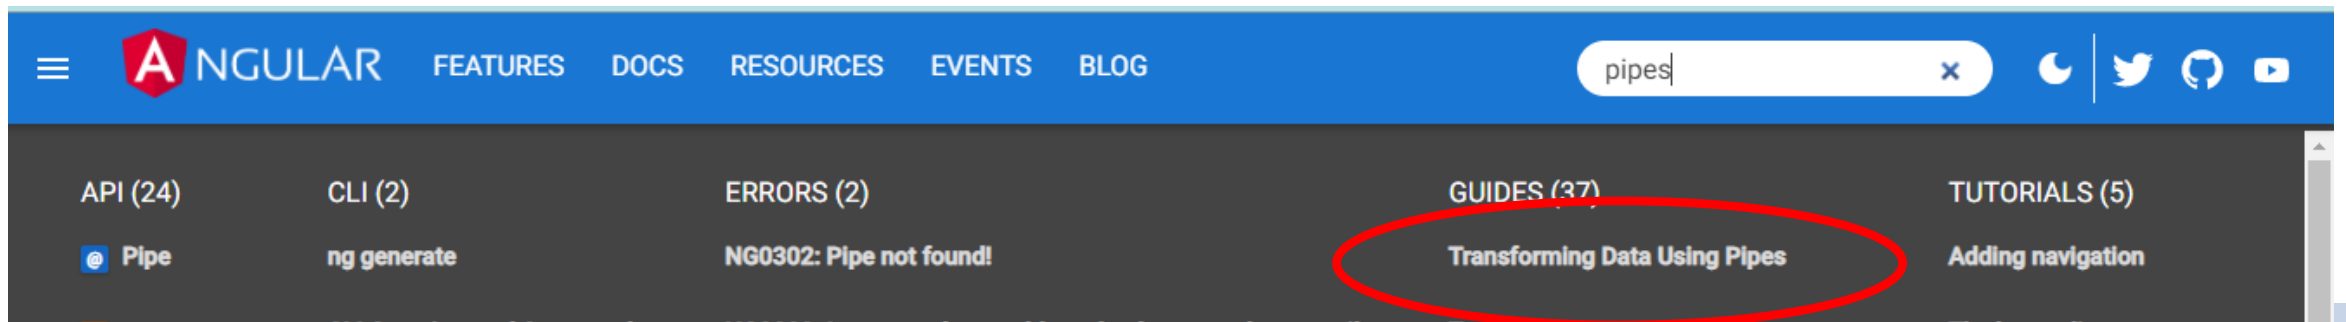 ANGULAR FEATURES DOCS RESOURCES EVENTS BLOG pipes
API (24) CLI (2) ERRORS (2) GUIDES (37) TUTORIALS (5)
@ Pipe ng generate NG0302: Pipe not found! Transforming Data Using Pipes Adding navigation